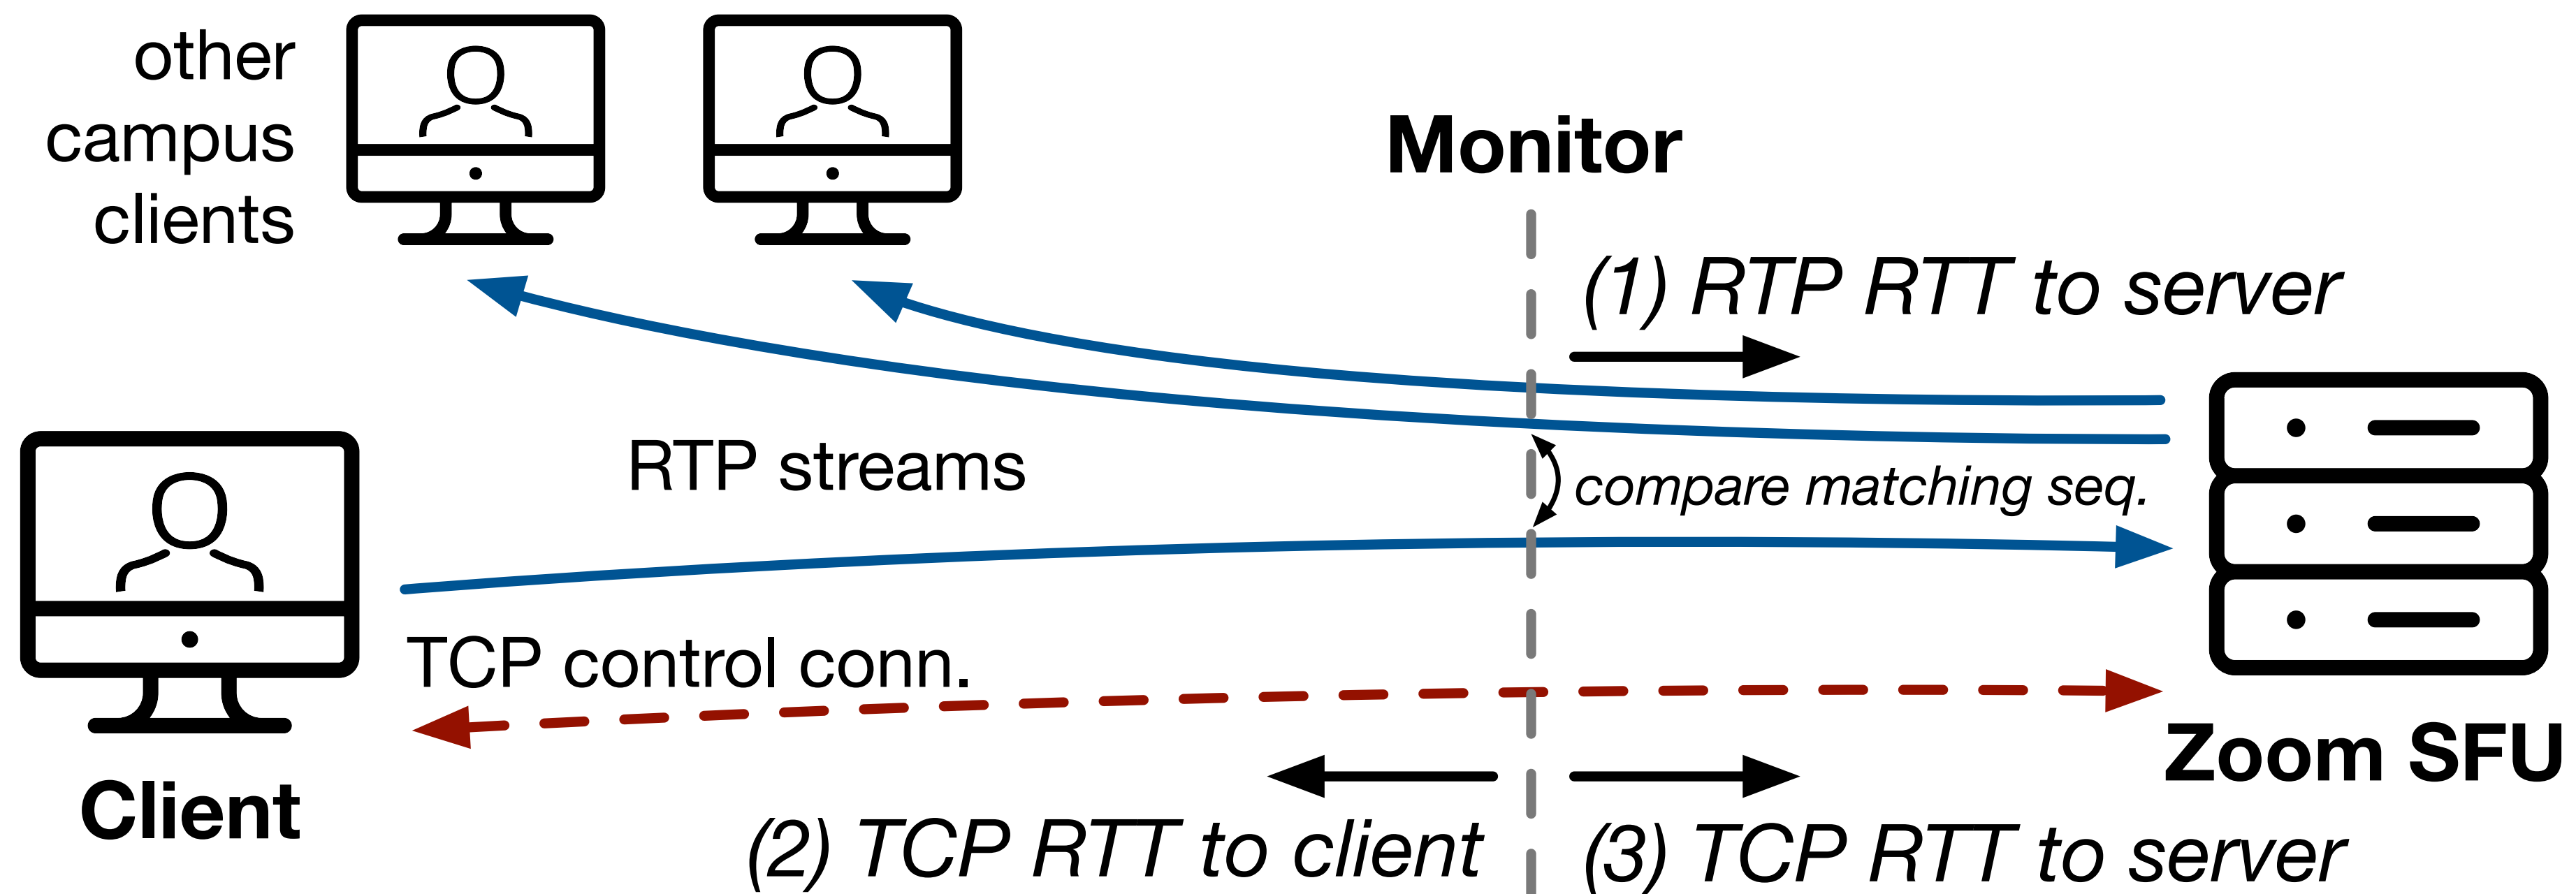 other
campus
clients
Monitor
(1) RTP RTT to server
RTP streams
compare matching seq.
TCP control conn.
Zoom SFU
Client
(2) TCP RTT to client
(3) TCP RTT to server